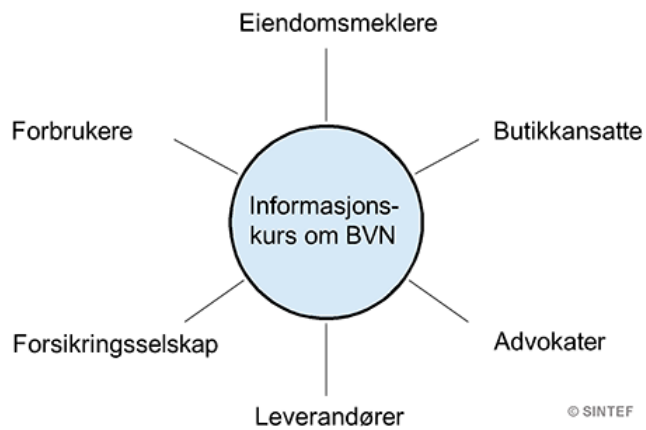 Eiendomsmeklere
Forbrukere
Butikkansatte
Informasjons-
kurs om BVN
Forsikringsselskap
Advokater
Leverandører
© SINTEF